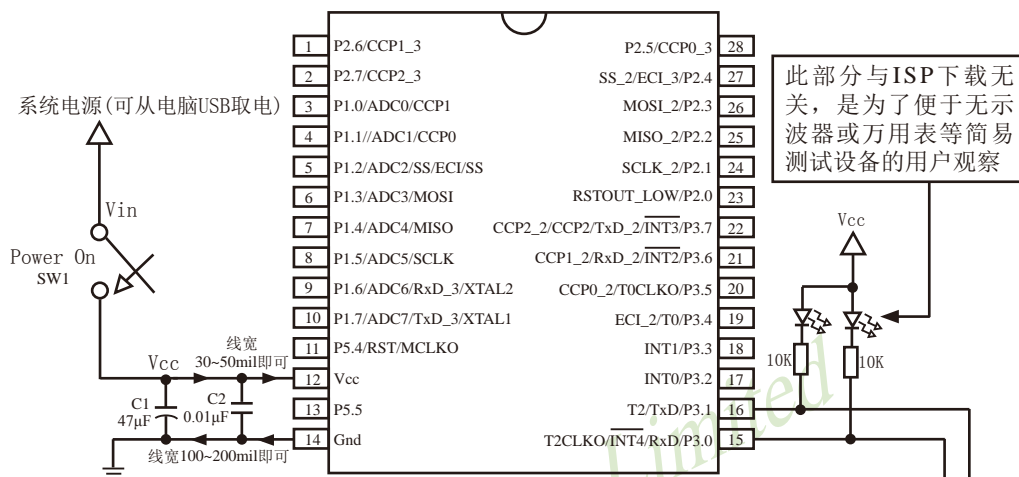 系统电源(可从电脑USB取电)
Vin
Power On
SW1
Vcc
线宽
30~50mil即可
C1
47μF
C2
0.01μF
线宽100~200mil即可
1 P2.6/CCP1_3
2 P2.7/CCP2_3
3 P1.0/ADC0/CCP1
4 P1.1//ADC1/CCP0
5 P1.2/ADC2/SS/ECI/SS
6 P1.3/ADC3/MOSI
7 P1.4/ADC4/MISO
8 P1.5/ADC5/SCLK
9 P1.6/ADC6/RxD_3/XTAL2
10 P1.7/ADC7/TxD_3/XTAL1
11 P5.4/RST/MCLKO
12 Vcc
13 P5.5
14 Gnd
P2.5/CCP0_3 28
SS_2/ECI_3/P2.4 27
MOSI_2/P2.3 26
MISO_2/P2.2 25
SCLK_2/P2.1 24
RSTOUT_LOW/P2.0 23
CCP2_2/CCP2/TxD_2/INT3/P3.7 22
CCP1_2/RxD_2/INT2/P3.6 21
CCP0_2/T0CLKO/P3.5 20
ECI_2/T0/P3.4 19
INT1/P3.3 18
INT0/P3.2 17
T2/TxD/P3.1 16
T2CLKO/INT4/RxD/P3.0 15
此部分与ISP下载无
关，是为了便于无示
波器或万用表等简易
测试设备的用户观察
Vcc
10K
10K
Limited